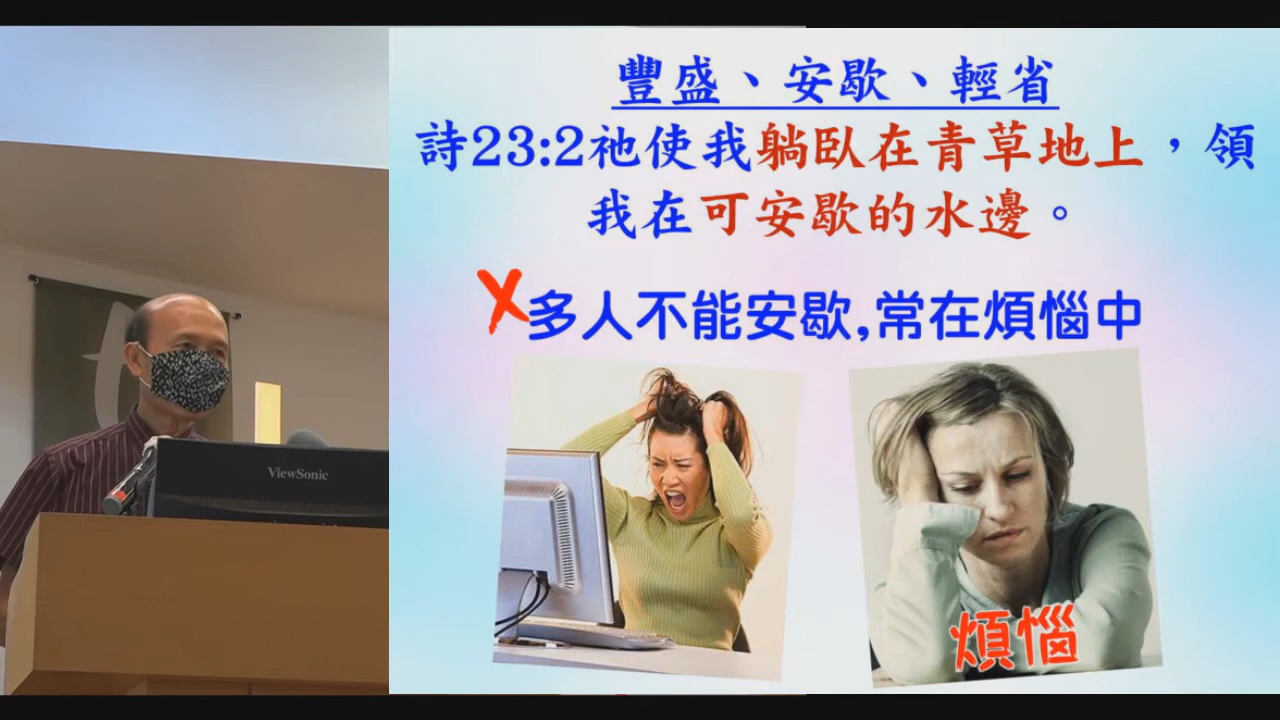 豐盛、安歇、輕省
詩23:2祂使我躺臥在青草地上，領
我在可安歇的水邊。
X多人不能安歇,常在煩惱中
煩惱
ViewSonic